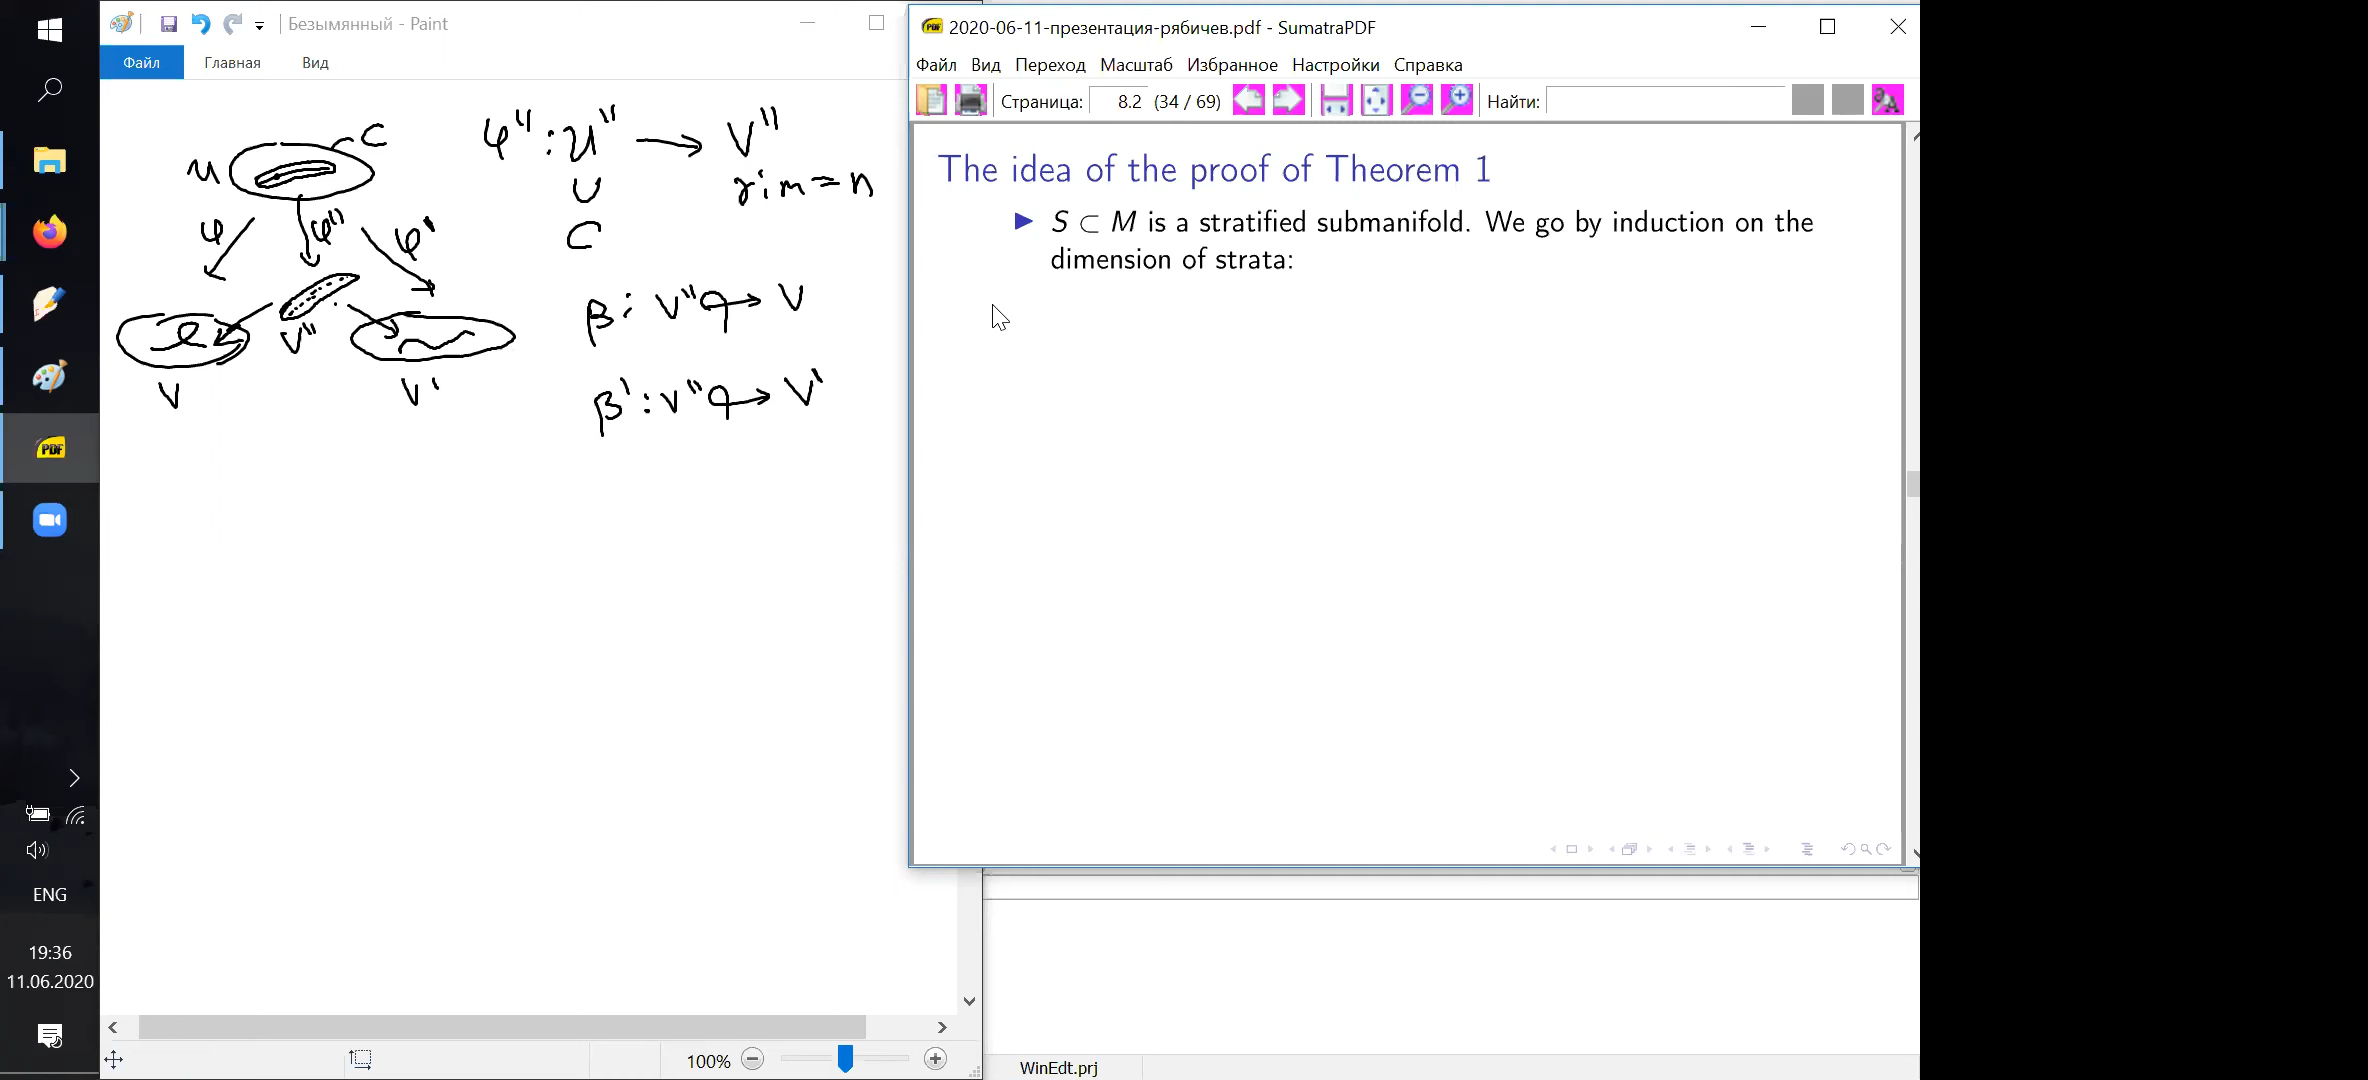 Безымянный - Paint
Файл Главная Вид
U C φ'' : U'' → V''
∪ dim = n
C
φ φ'' φ'
β : V'' ↬ V
V''
V V'
β' : V'' ↬ V'
100%
2020-06-11-презентация-рябичев.pdf - SumatraPDF
Файл Вид Переход Масштаб Избранное Настройки Справка
Страница: 8.2 (34 / 69) Найти:
The idea of the proof of Theorem 1
S ⊂ M is a stratified submanifold. We go by induction on the
dimension of strata:
WinEdt.prj
PDF
ENG
19:36
11.06.2020